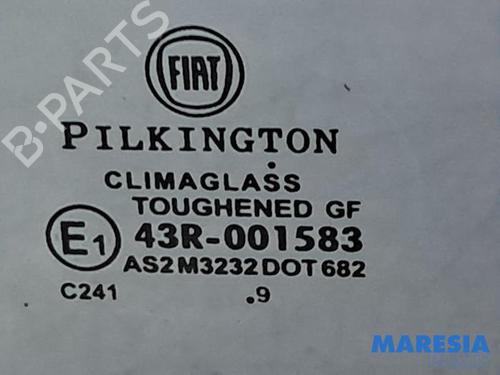 FIAT
PILKINGTON
CLIMAGLASS
TOUGHENED GF
E1 43R-001583
AS2 M3232 DOT 682
C241 .9
B-PARTS
MARESIA